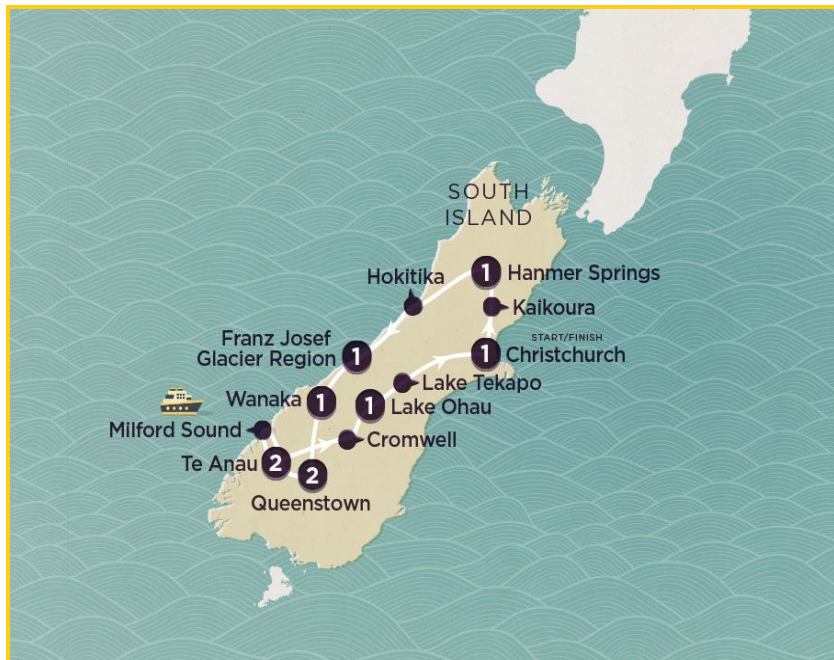 SOUTH
ISLAND
1
Hanmer Springs
Hokitika
Kaikoura
START/FINISH
Franz Josef
Glacier Region
1
1
Christchurch
Lake Tekapo
Wanaka
1
1
Lake Ohau
Milford Sound
Cromwell
Te Anau
2
2
Queenstown